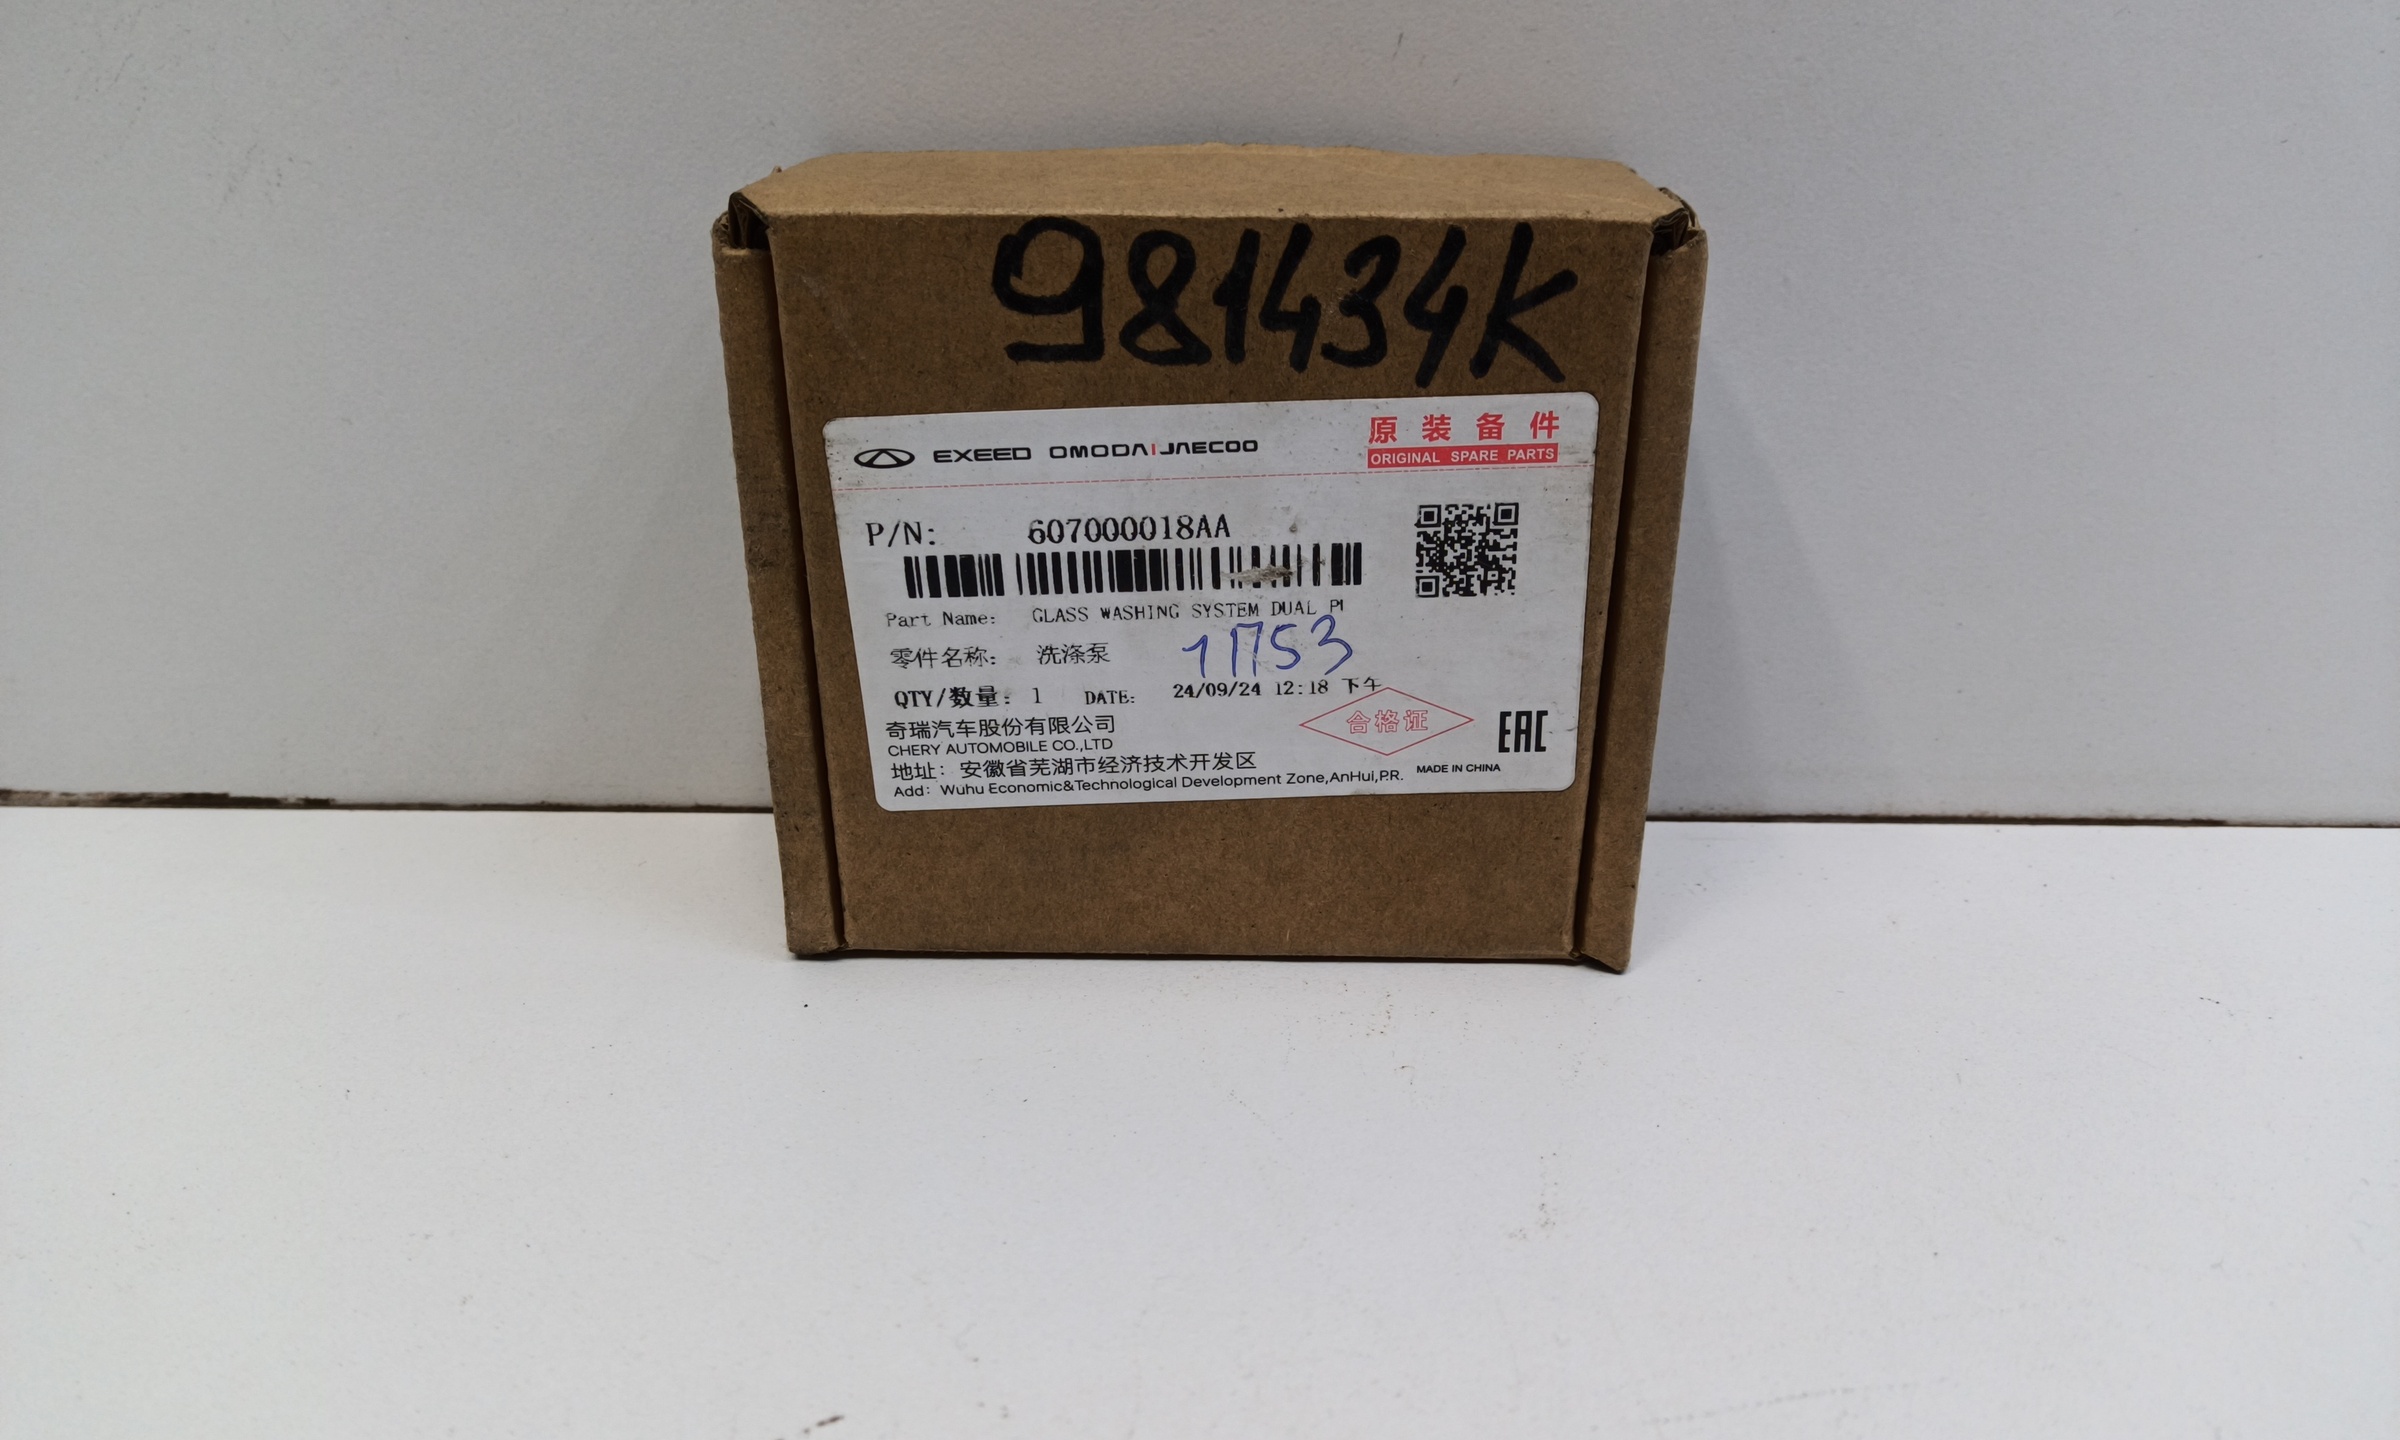 981434K
EXEED OMODA|JAECOO
原装备件
ORIGINAL SPARE PARTS
P/N: 607000018AA
Part Name: GLASS WASHING SYSTEM DUAL
零件名称: 洗涤泵
1П53
QTY/数量: 1 DATE: 24/09/24 12:18 下午
奇瑞汽车股份有限公司
合格证
EAC
CHERY AUTOMOBILE CO.,LTD
地址: 安徽省芜湖市经济技术开发区
MADE IN CHINA
Add: Wuhu Economic&Technological Development Zone,AnHui,P.R.